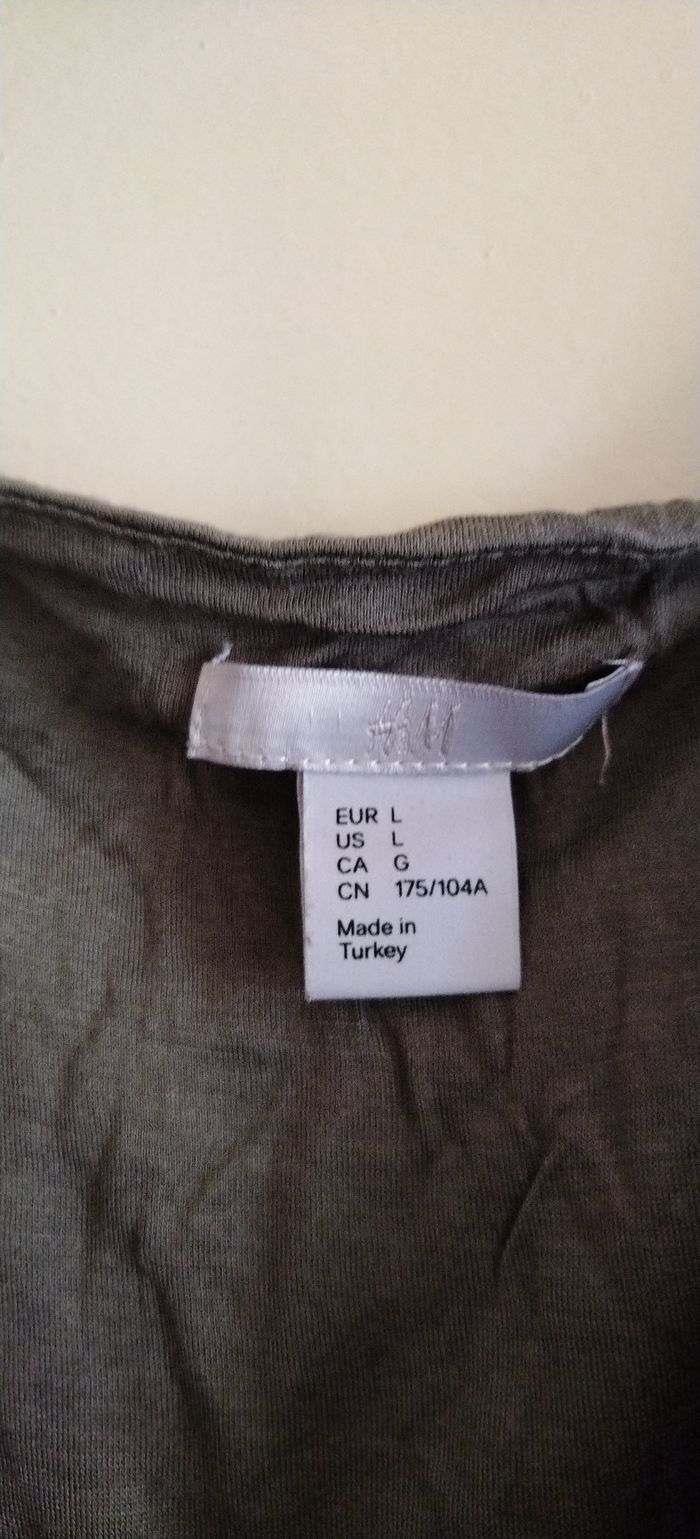 H&M
EUR L
US L
CA G
CN 175/104A
Made in
Turkey